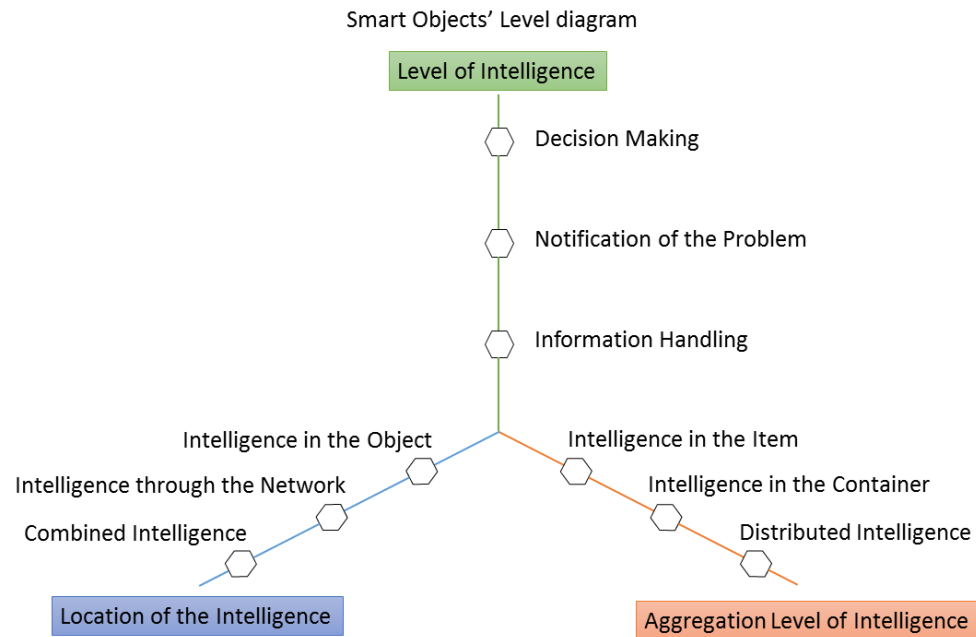 Smart Objects’ Level diagram
Level of Intelligence
Decision Making
Notification of the Problem
Information Handling
Intelligence in the Object
Intelligence through the Network
Combined Intelligence
Location of the Intelligence
Intelligence in the Item
Intelligence in the Container
Distributed Intelligence
Aggregation Level of Intelligence